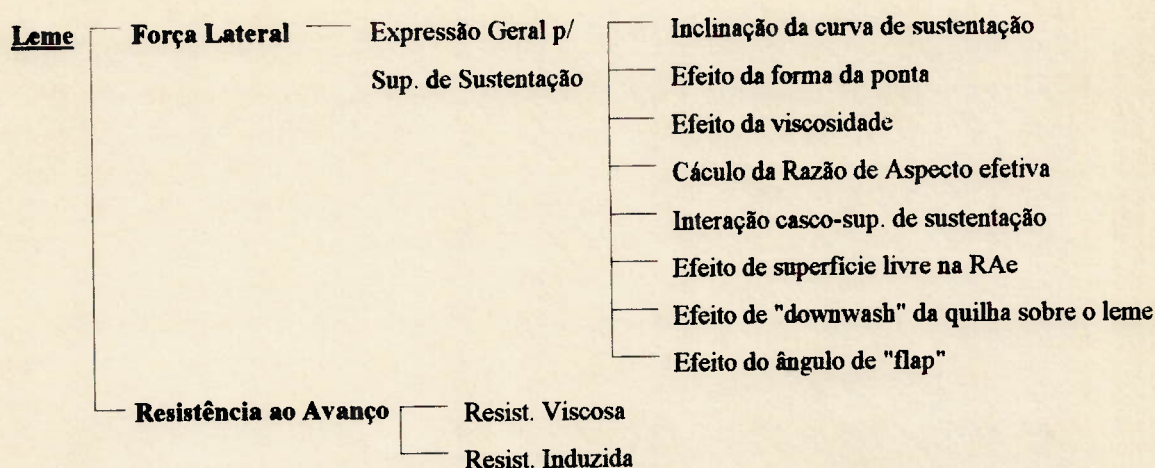 Leme Força Lateral Expressão Geral p/ Inclinação da curva de sustentação
Sup. de Sustentação Efeito da forma da ponta
Efeito da viscosidade
Cáculo da Razão de Aspecto efetiva
Interação casco-sup. de sustentação
Efeito de superfície livre na RAe
Efeito de "downwash" da quilha sobre o leme
Efeito do ângulo de "flap"
Resistência ao Avanço Resist. Viscosa
Resist. Induzida